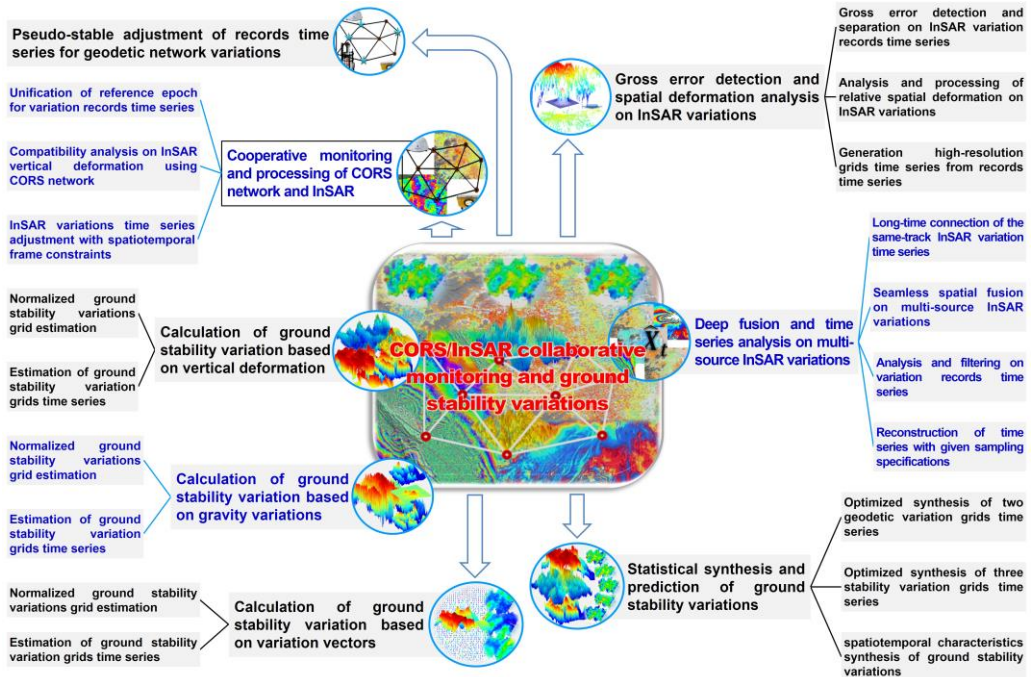 Pseudo-stable adjustment of records time
series for geodetic network variations
Unification of reference epoch
for variation records time series
Compatibility analysis on InSAR
vertical deformation using
CORS network
InSAR variations time series
adjustment with spatiotemporal
frame constraints
Cooperative monitoring
and processing of CORS
network and InSAR
Gross error detection and
spatial deformation analysis
on InSAR variations
Gross error detection and
separation on InSAR variation
records time series
Analysis and processing of
relative spatial deformation on
InSAR variations
Generation high-resolution
grids time series from records
time series
Normalized ground
stability variations
grid estimation
Estimation of ground
stability variation
grids time series
Calculation of ground
stability variation based
on vertical deformation
CORS/InSAR collaborative
monitoring and ground
stability variations
X̂t
Deep fusion and time
series analysis on multi-
source InSAR variations
Long-time connection of the
same-track InSAR variation
time series
Seamless spatial fusion
on multi-source InSAR
variations
Analysis and filtering on
variation records time
series
Reconstruction of time
series with given sampling
specifications
Normalized ground
stability variations
grid estimation
Estimation of ground
stability variation
grids time series
Calculation of ground
stability variation based
on gravity variations
Normalized ground stability
variations grid estimation
Estimation of ground stability
variation grids time series
Calculation of ground
stability variation based
on variation vectors
Statistical synthesis and
prediction of ground
stability variations
Optimized synthesis of two
geodetic variation grids time
series
Optimized synthesis of three
stability variation grids time
series
spatiotemporal characteristics
synthesis of ground stability
variations